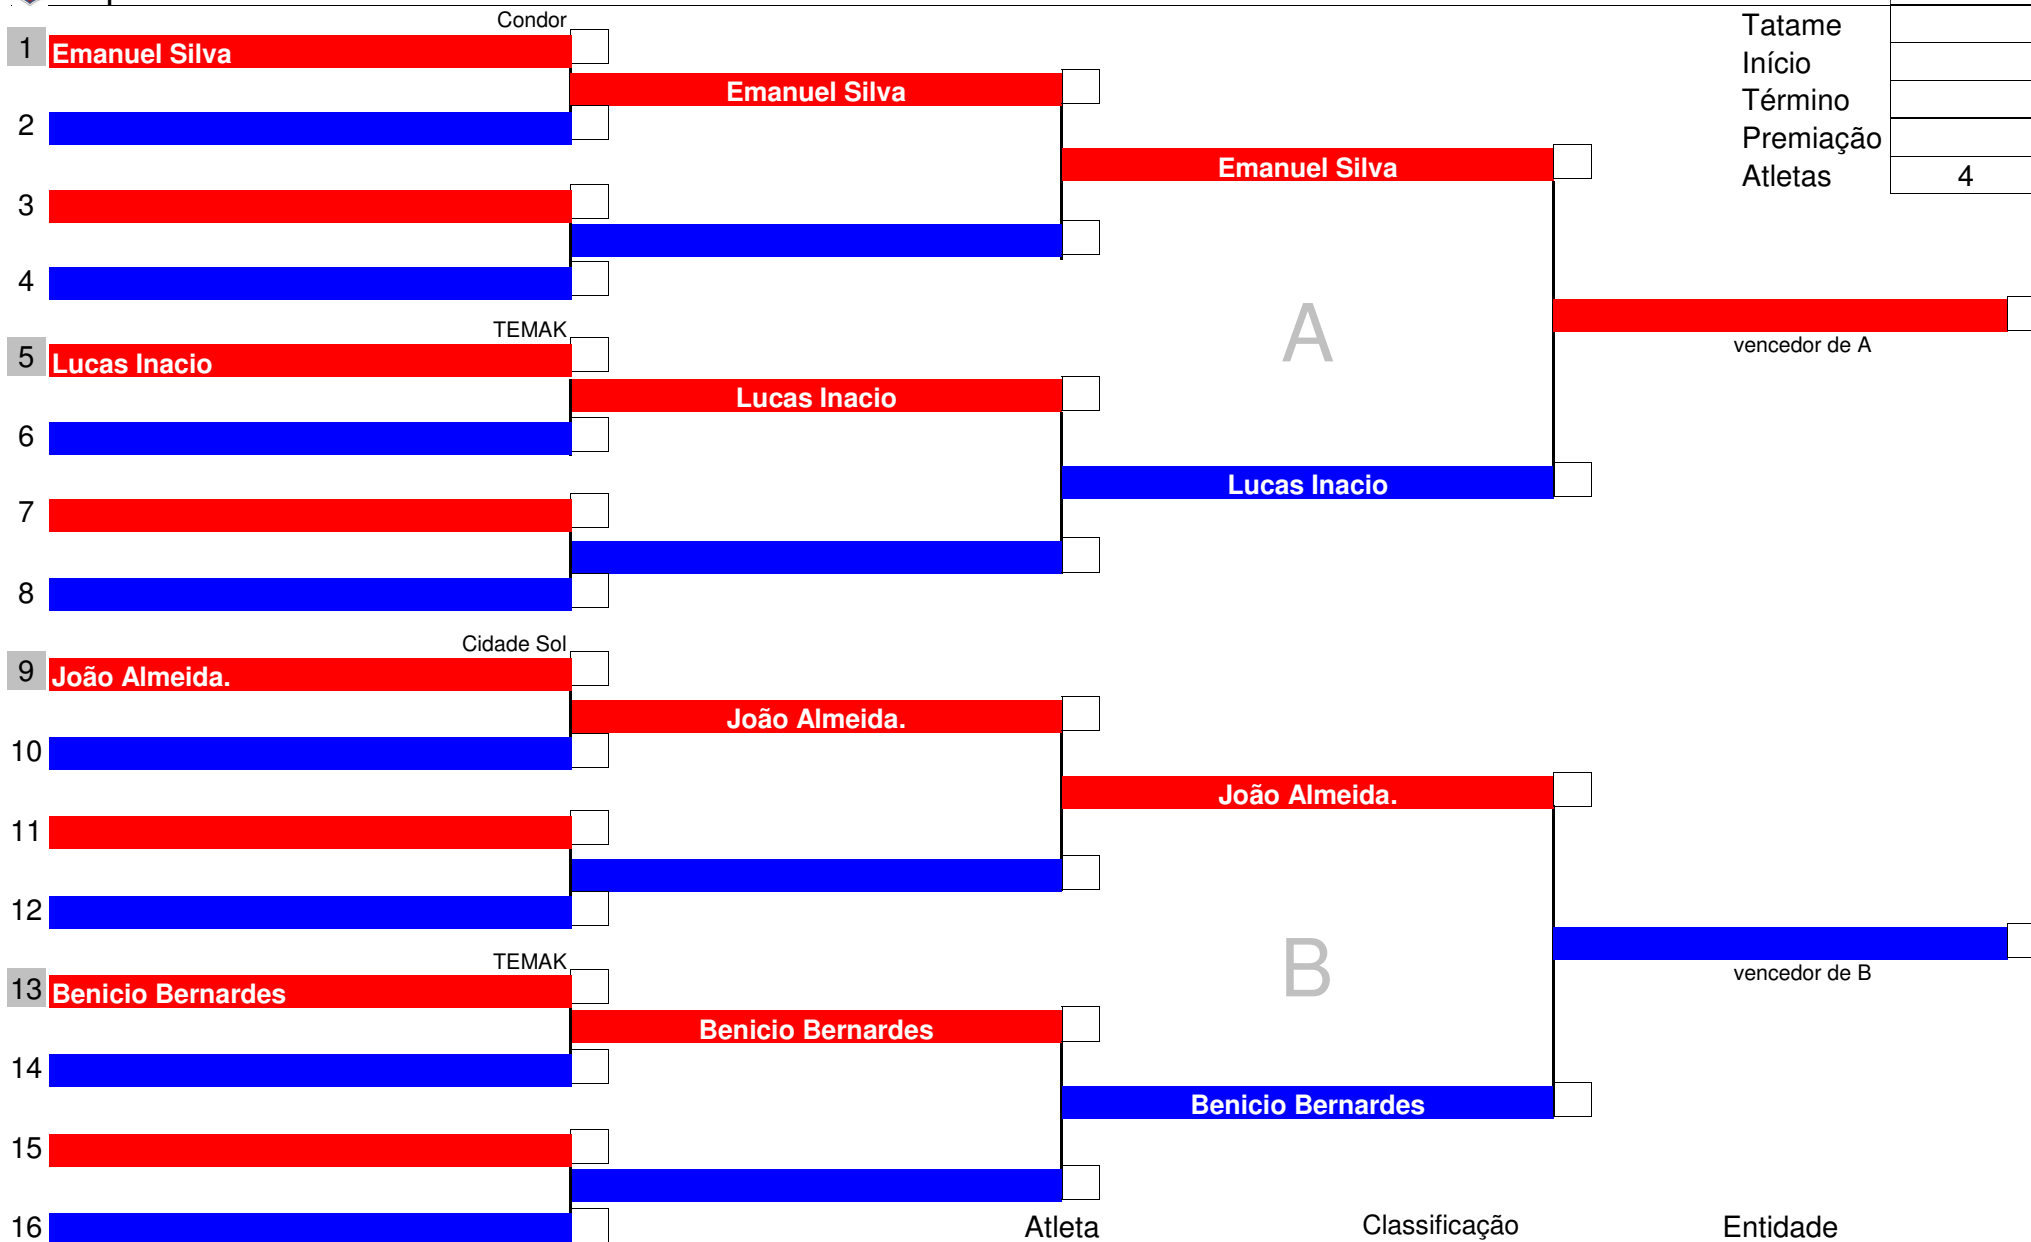 Condor
Tatame
1 Emanuel Silva
Início
Emanuel Silva
Término
2
Premiação
Emanuel Silva
Atletas 4
3
4
A
TEMAK
vencedor de A
5 Lucas Inacio
Lucas Inacio
6
Lucas Inacio
7
8
Cidade Sol
9 João Almeida.
João Almeida.
10
João Almeida.
11
12
B
TEMAK
vencedor de B
13 Benicio Bernardes
Benicio Bernardes
14
Benicio Bernardes
15
16
Atleta Classificação Entidade